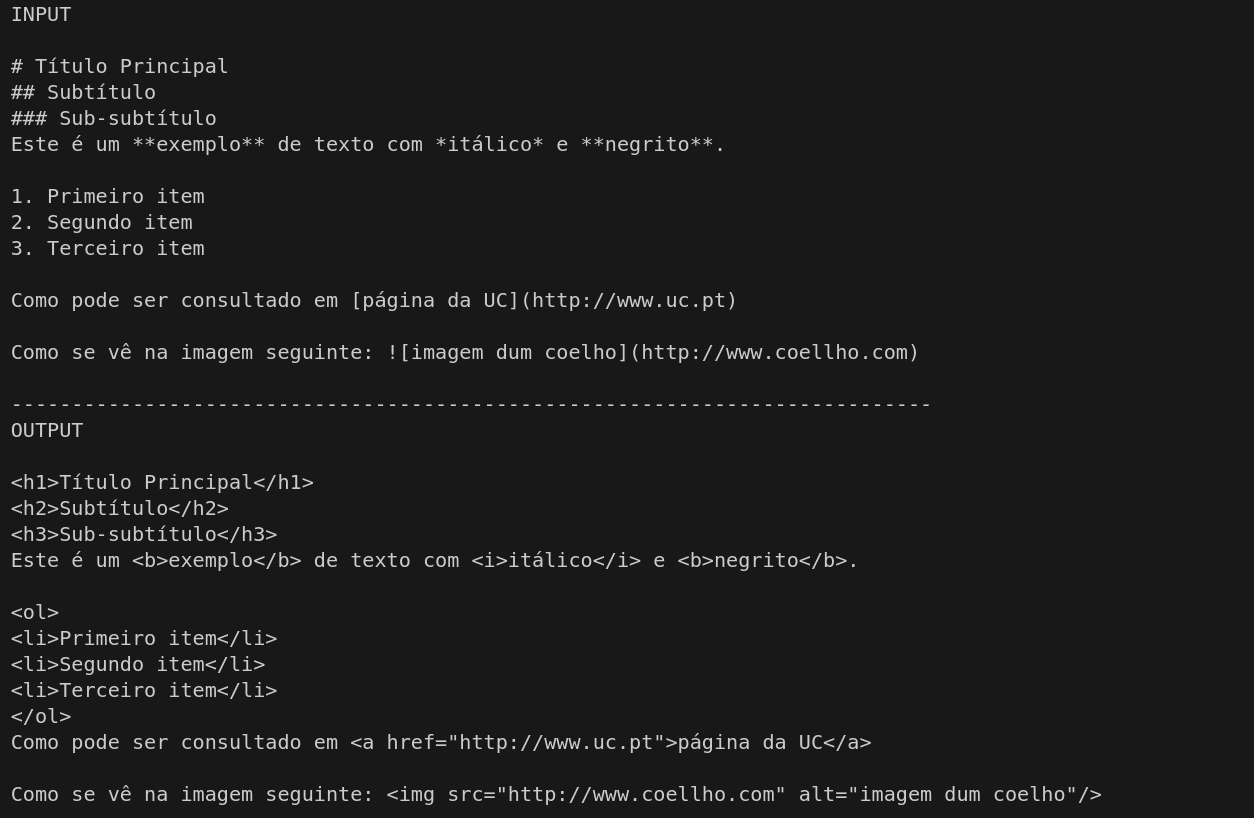 INPUT
# Título Principal
## Subtítulo
### Sub-subtítulo
Este é um **exemplo** de texto com *itálico* e **negrito**.
1. Primeiro item
2. Segundo item
3. Terceiro item
Como pode ser consultado em [página da UC](http://www.uc.pt)
Como se vê na imagem seguinte: ![imagem dum coelho](http://www.coellho.com)
----------------------------------------------------------------------------
OUTPUT
<h1>Título Principal</h1>
<h2>Subtítulo</h2>
<h3>Sub-subtítulo</h3>
Este é um <b>exemplo</b> de texto com <i>itálico</i> e <b>negrito</b>.
<ol>
<li>Primeiro item</li>
<li>Segundo item</li>
<li>Terceiro item</li>
</ol>
Como pode ser consultado em <a href="http://www.uc.pt">página da UC</a>
Como se vê na imagem seguinte: <img src="http://www.coellho.com" alt="imagem dum coelho"/>